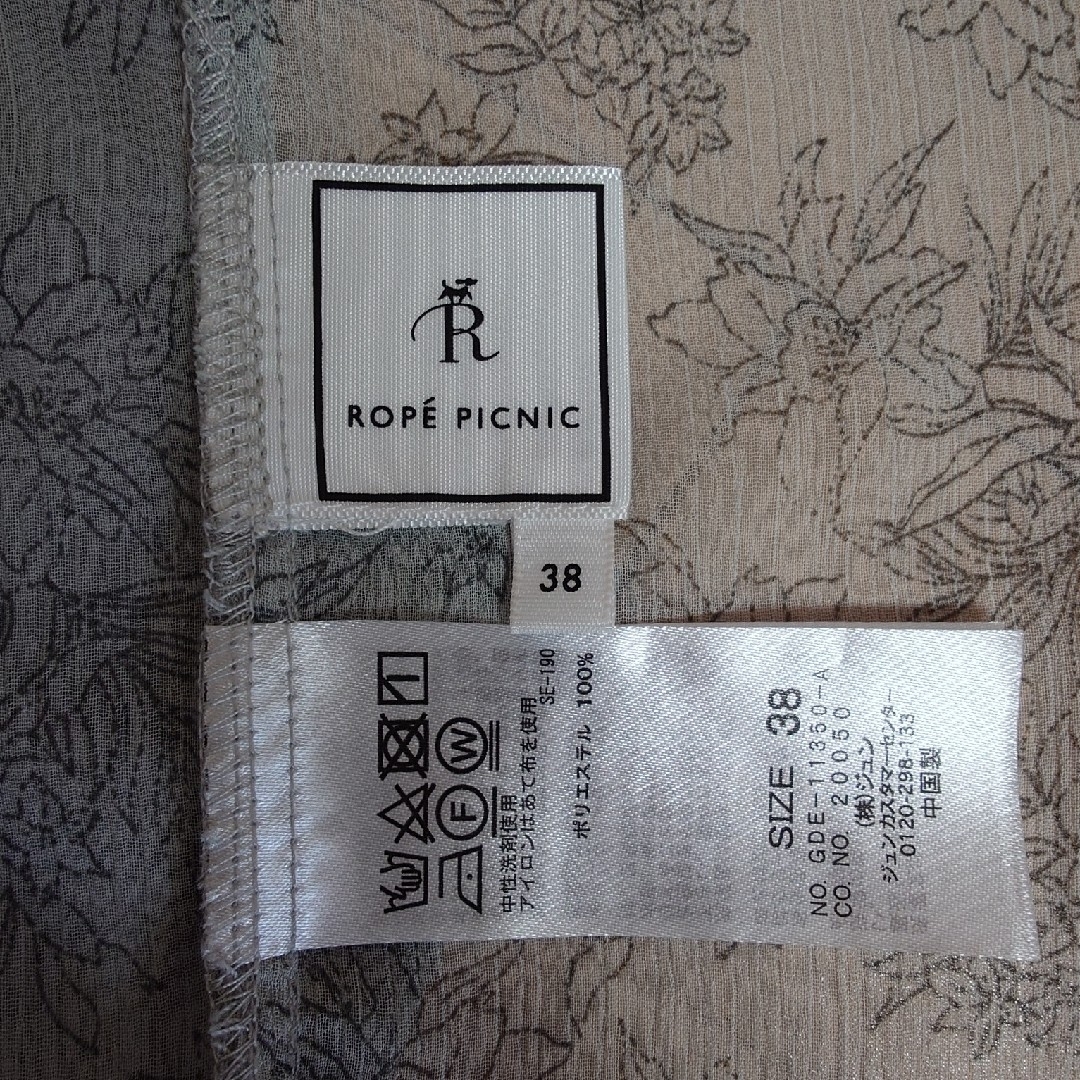 R
ROPÉ PICNIC
38
W
F
中性洗剤使用
アイロンはあて布を使用
SE-190
ポリエステル 100%
SIZE 38
NO. GDE-11350-A
CO. NO. 20050
(株)ジュン
ジュンカスタマーセンター
0120-298-133
中国製